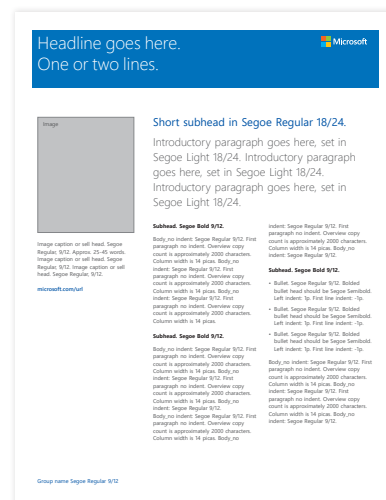 Headline goes here.
One or two lines.
Microsoft
Image
Image caption or sell head. Segoe
Regular, 9/12. Approx. 25-45 words.
Image caption or sell head. Segoe
Regular, 9/12. Image caption or sell
head. Segoe Regular, 9/12.
microsoft.com/url
Short subhead in Segoe Regular 18/24.
Introductory paragraph goes here, set in
Segoe Light 18/24. Introductory paragraph
goes here, set in Segoe Light 18/24.
Introductory paragraph goes here, set in
Segoe Light 18/24.
Subhead. Segoe Bold 9/12.
Body_no indent: Segoe Regular 9/12. First
paragraph no indent. Overview copy
count is approximately 2000 characters.
Column width is 14 picas. Body_no
indent: Segoe Regular 9/12. First
paragraph no indent. Overview copy
count is approximately 2000 characters.
Column width is 14 picas. Body_no
indent: Segoe Regular 9/12. First
paragraph no indent. Overview copy
count is approximately 2000 characters.
Column width is 14 picas.
Subhead. Segoe Bold 9/12.
Body_no indent: Segoe Regular 9/12. First
paragraph no indent. Overview copy
count is approximately 2000 characters.
Column width is 14 picas. Body_no
indent: Segoe Regular 9/12. First
paragraph no indent. Overview copy
count is approximately 2000 characters.
Column width is 14 picas. Body_no
indent: Segoe Regular 9/12.
Body_no indent: Segoe Regular 9/12. First
paragraph no indent. Overview copy
count is approximately 2000 characters.
Column width is 14 picas. Body_no
indent: Segoe Regular 9/12. First
paragraph no indent. Overview copy
count is approximately 2000 characters.
Column width is 14 picas. Body_no
indent: Segoe Regular 9/12.
Subhead. Segoe Bold 9/12.
• Bullet. Segoe Regular 9/12. Bolded
bullet head should be Segoe Semibold.
Left indent: 1p. First line indent: -1p.
• Bullet. Segoe Regular 9/12. Bolded
bullet head should be Segoe Semibold.
Left indent: 1p. First line indent: -1p.
• Bullet. Segoe Regular 9/12. Bolded
bullet head should be Segoe Semibold.
Left indent: 1p. First line indent: -1p.
Body_no indent: Segoe Regular 9/12. First
paragraph no indent. Overview copy
count is approximately 2000 characters.
Column width is 14 picas. Body_no
indent: Segoe Regular 9/12. First
paragraph no indent. Overview copy
count is approximately 2000 characters.
Column width is 14 picas. Body_no
Group name Segoe Regular 9/12